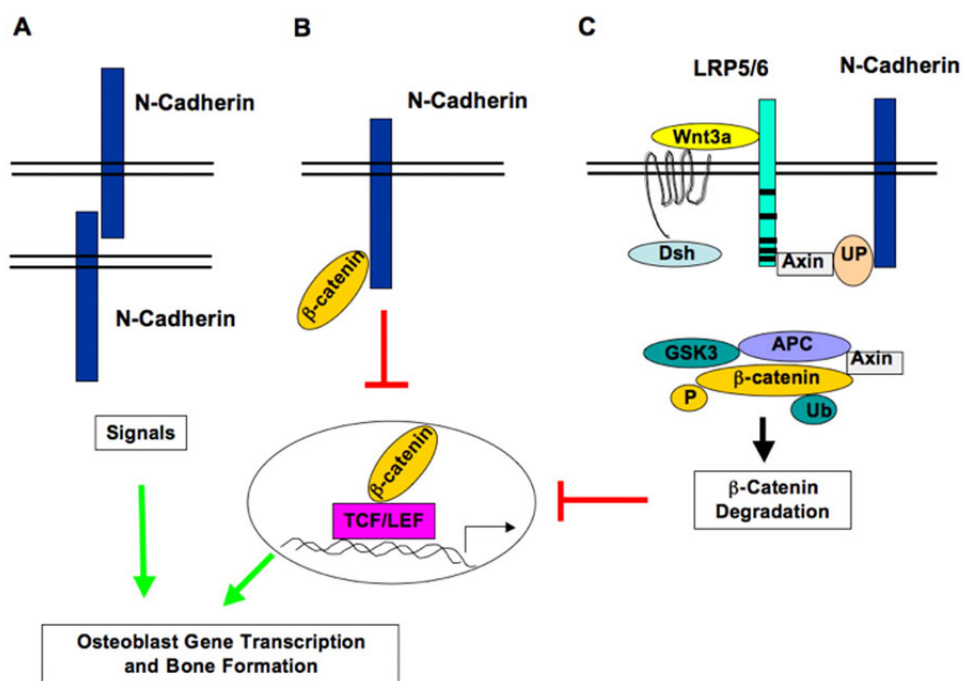 A
N-Cadherin
N-Cadherin
Signals
B
N-Cadherin
β-catenin
β-catenin
TCF/LEF
C
LRP5/6
N-Cadherin
Wnt3a
Dsh
Axin
UP
GSK3
APC
Axin
β-catenin
P
Ub
β-Catenin
Degradation
Osteoblast Gene Transcription
and Bone Formation